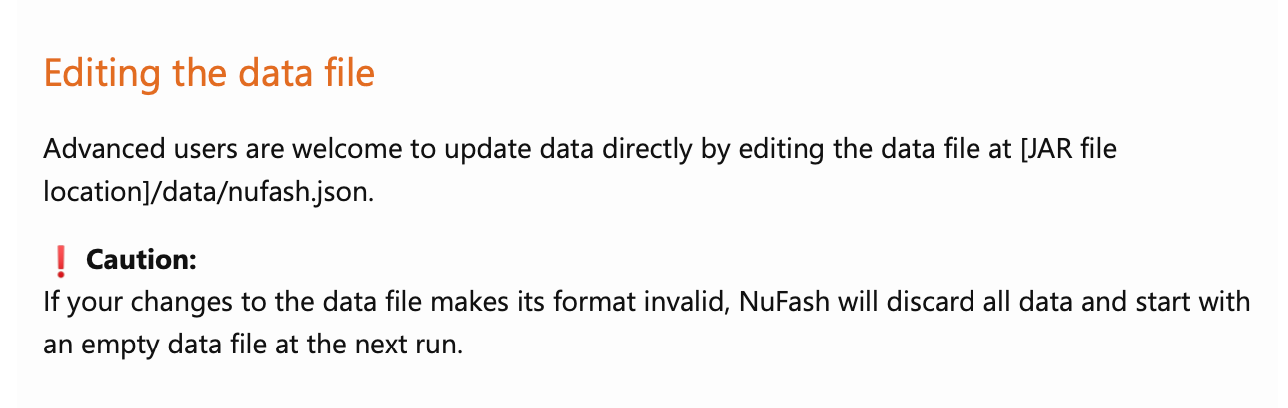 Editing the data file
Advanced users are welcome to update data directly by editing the data file at [JAR file
location]/data/nufash.json.
❗ Caution:
If your changes to the data file makes its format invalid, NuFash will discard all data and start with
an empty data file at the next run.